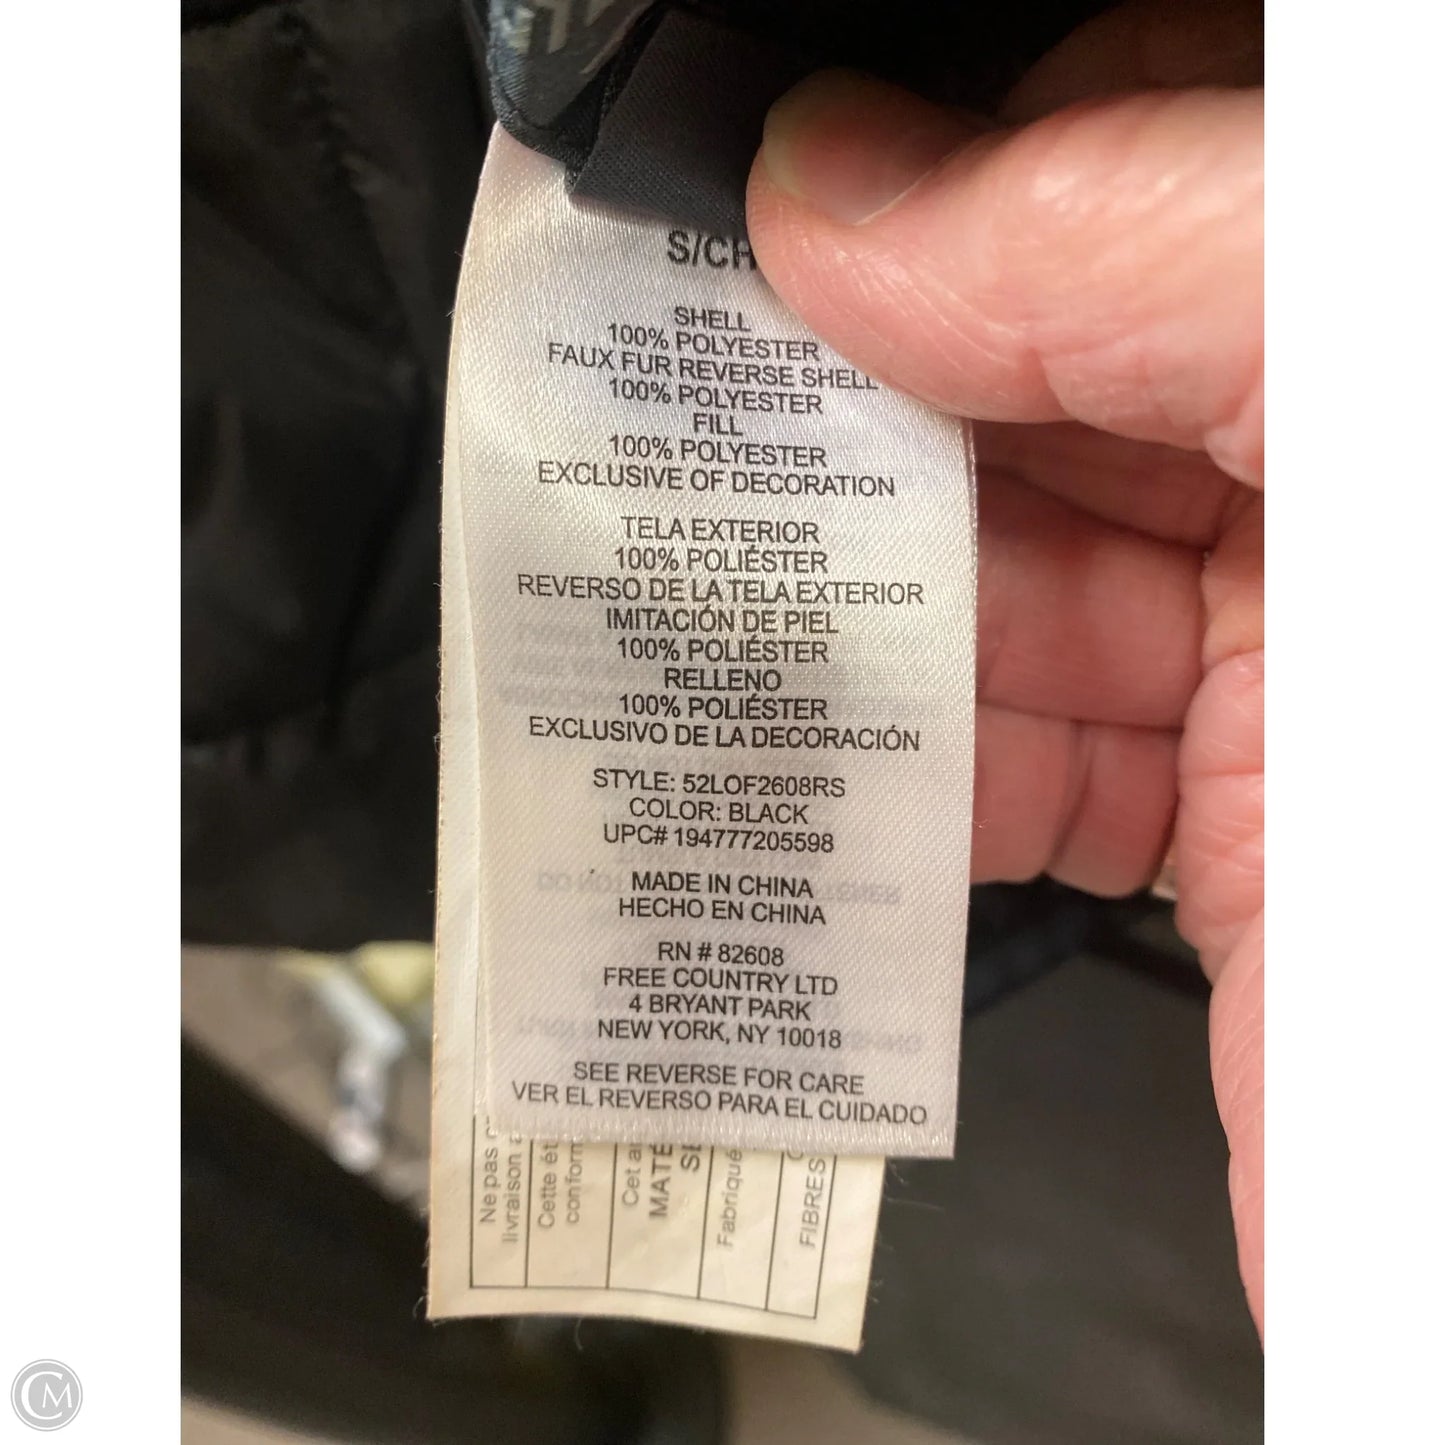 S/CH
SHELL
100% POLYESTER
FAUX FUR REVERSE SHELL
100% POLYESTER
FILL
100% POLYESTER
EXCLUSIVE OF DECORATION
TELA EXTERIOR
100% POLIÉSTER
REVERSO DE LA TELA EXTERIOR
IMITACIÓN DE PIEL
100% POLIÉSTER
RELLENO
100% POLIÉSTER
EXCLUSIVO DE LA DECORACIÓN
STYLE: 52LOF2608RS
COLOR: BLACK
UPC# 194777205598
MADE IN CHINA
HECHO EN CHINA
RN # 82608
FREE COUNTRY LTD
4 BRYANT PARK
NEW YORK, NY 10018
SEE REVERSE FOR CARE
VER EL REVERSO PARA EL CUIDADO
Ne pas
livraison
Cette ét
conform
Cet
MATÉ
Fabriqué
FIBRES
CM